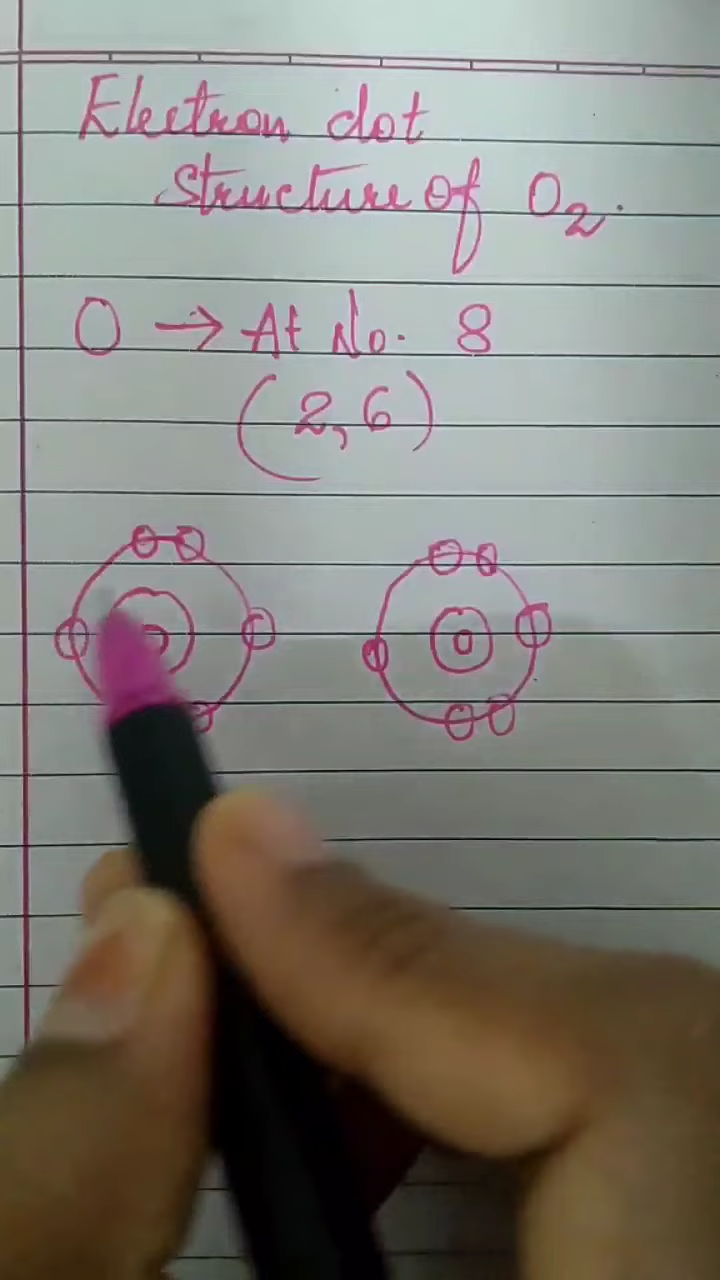 Electron dot
structure of O₂.
O → At No. 8
(2,6)